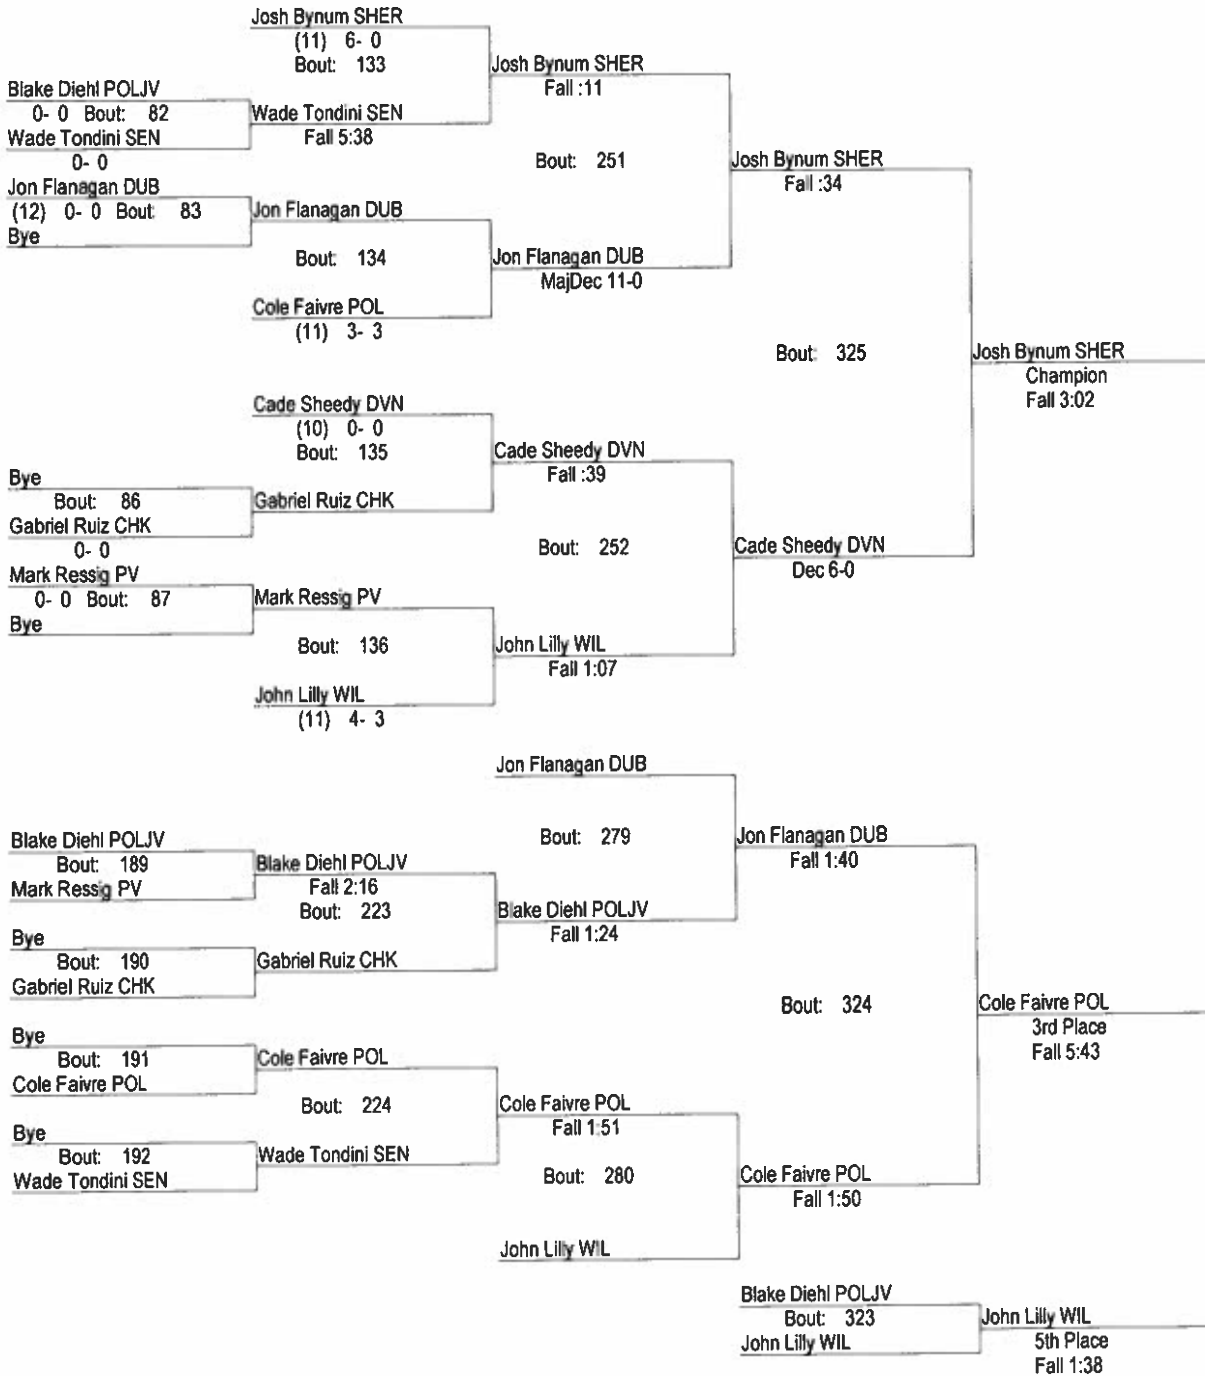 Josh Bynum SHER
(11) 6- 0
Bout: 133
Josh Bynum SHER
Fall :11
Blake Diehl POLJV
0- 0 Bout: 82
Wade Tondini SEN
0- 0
Wade Tondini SEN
Fall 5:38
Bout: 251
Josh Bynum SHER
Fall :34
Jon Flanagan DUB
(12) 0- 0 Bout: 83
Bye
Jon Flanagan DUB
Bout: 134
Jon Flanagan DUB
MajDec 11-0
Cole Faivre POL
(11) 3- 3
Bout: 325
Josh Bynum SHER
Champion
Fall 3:02
Cade Sheedy DVN
(10) 0- 0
Bout: 135
Cade Sheedy DVN
Fall :39
Bye
Bout: 86
Gabriel Ruiz CHK
0- 0
Gabriel Ruiz CHK
Bout: 252
Cade Sheedy DVN
Dec 6-0
Mark Ressig PV
0- 0 Bout: 87
Bye
Mark Ressig PV
Bout: 136
John Lilly WIL
Fall 1:07
John Lilly WIL
(11) 4- 3
Jon Flanagan DUB
Bout: 279
Jon Flanagan DUB
Fall 1:40
Blake Diehl POLJV
Bout: 189
Mark Ressig PV
Blake Diehl POLJV
Fall 2:16
Bout: 223
Blake Diehl POLJV
Fall 1:24
Bye
Bout: 190
Gabriel Ruiz CHK
Gabriel Ruiz CHK
Bout: 324
Cole Faivre POL
3rd Place
Fall 5:43
Bye
Bout: 191
Cole Faivre POL
Cole Faivre POL
Bout: 224
Cole Faivre POL
Fall 1:51
Bye
Bout: 192
Wade Tondini SEN
Wade Tondini SEN
Bout: 280
Cole Faivre POL
Fall 1:50
John Lilly WIL
Blake Diehl POLJV
Bout: 323
John Lilly WIL
John Lilly WIL
5th Place
Fall 1:38